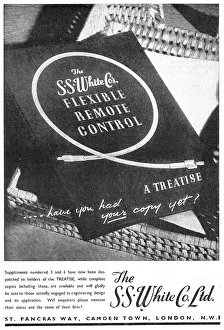 The
S.S. White Co's.
FLEXIBLE
REMOTE
CONTROL
A TREATISE
have you had
your copy yet?
Supplements numbered 3 and 4 have now been des-
patched to holders of the TREATISE, while complete
copies including these, are available and will gladly
be sent to those actually engaged in engineering design
and its application. Will enquirers please mention
their status and the name of their firm?
The
S.S. White Co. Ltd.
ST. PANCRAS WAY, CAMDEN TOWN, LONDON, N.W.1